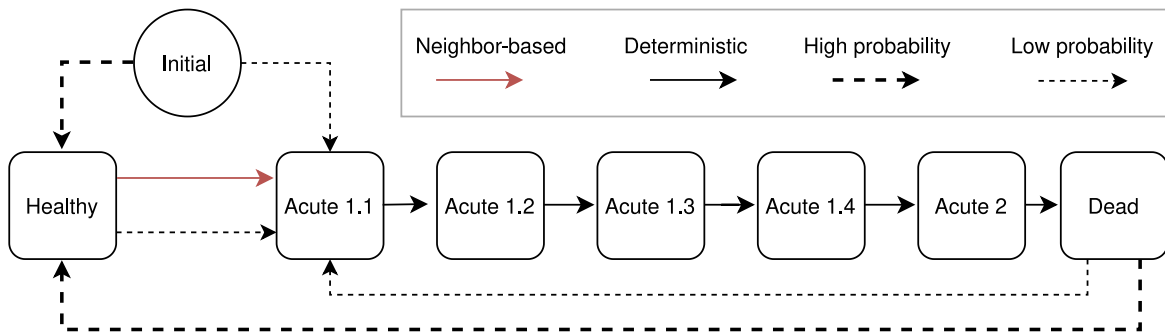 Neighbor-based Deterministic High probability Low probability
Initial
Healthy Acute 1.1 Acute 1.2 Acute 1.3 Acute 1.4 Acute 2 Dead